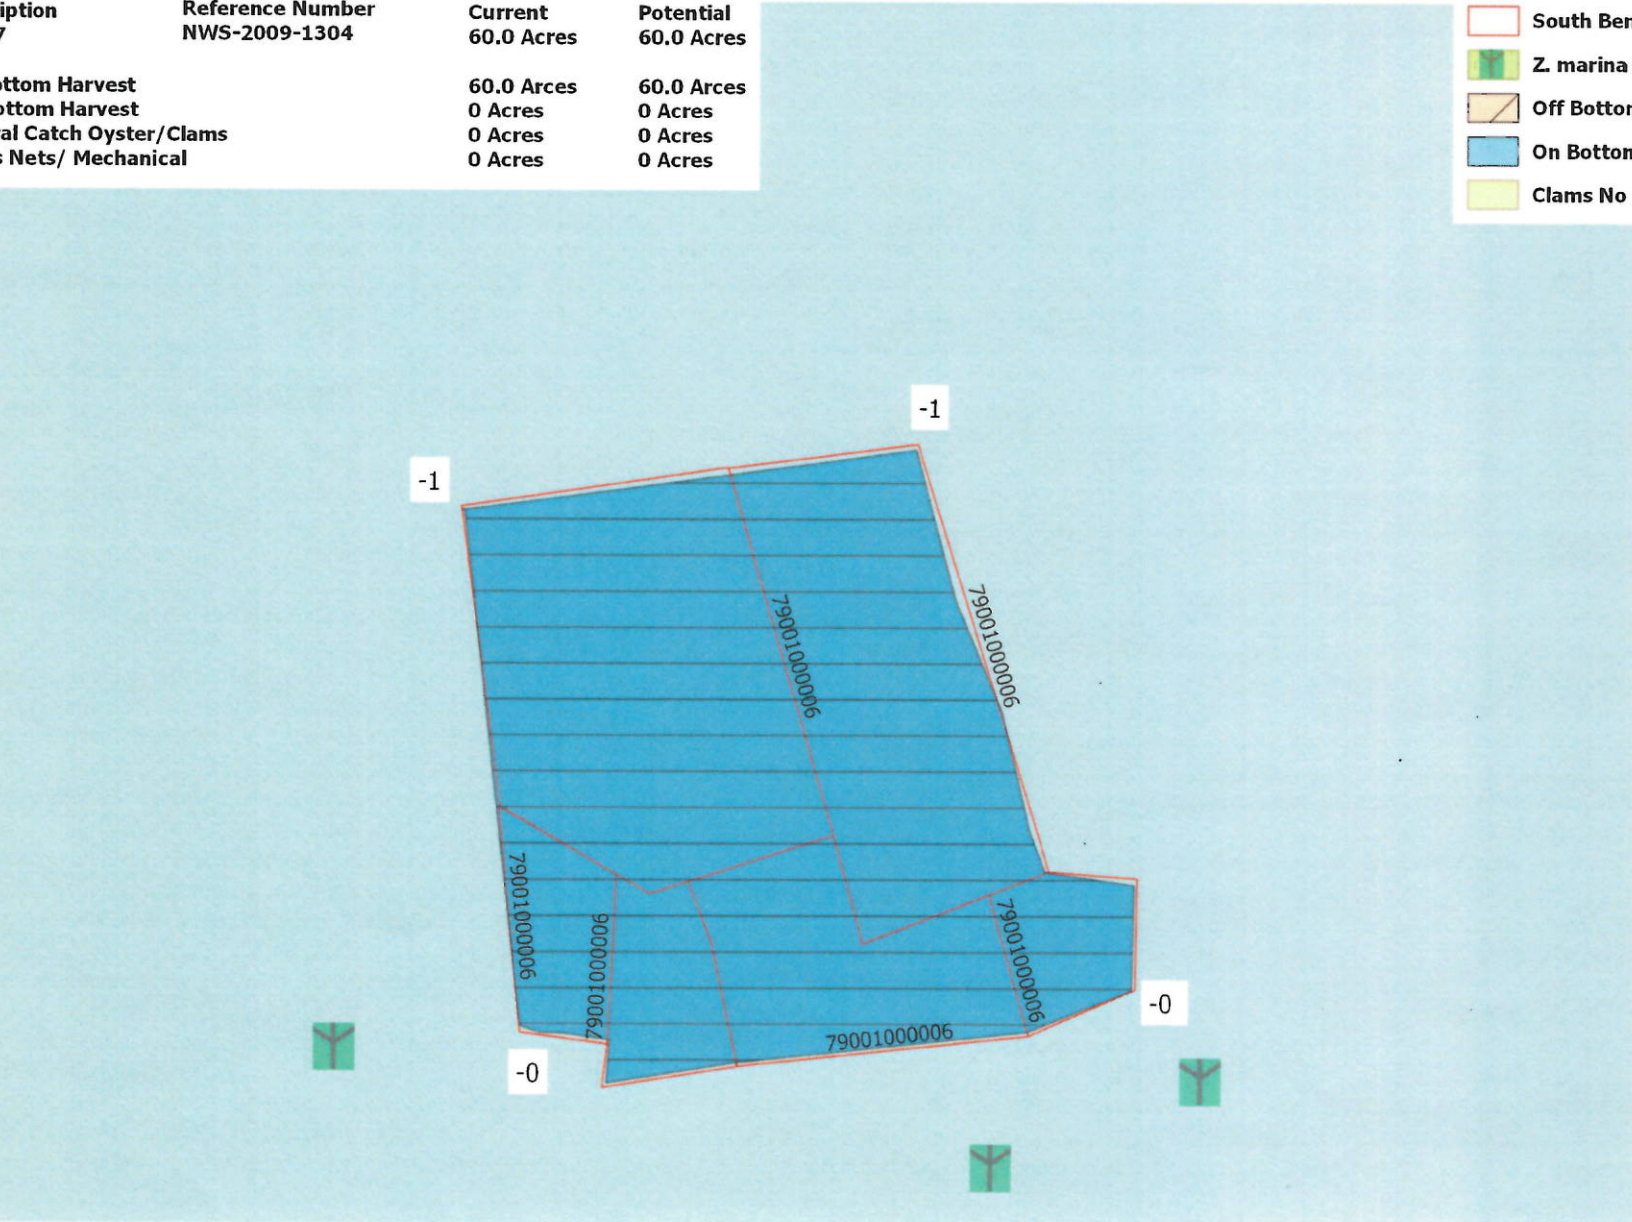 iption Reference Number Current Potential
7 NWS-2009-1304 60.0 Acres 60.0 Acres
ottom Harvest 60.0 Arces 60.0 Arces
ottom Harvest 0 Acres 0 Acres
al Catch Oyster/Clams 0 Acres 0 Acres
s Nets/ Mechanical 0 Acres 0 Acres
South Ben
Z. marina
Off Bottom
On Bottom
Clams No
-1
-1
79001000006
79001000006
79001000006
79001000006
79001000006
79001000006
-0
-0